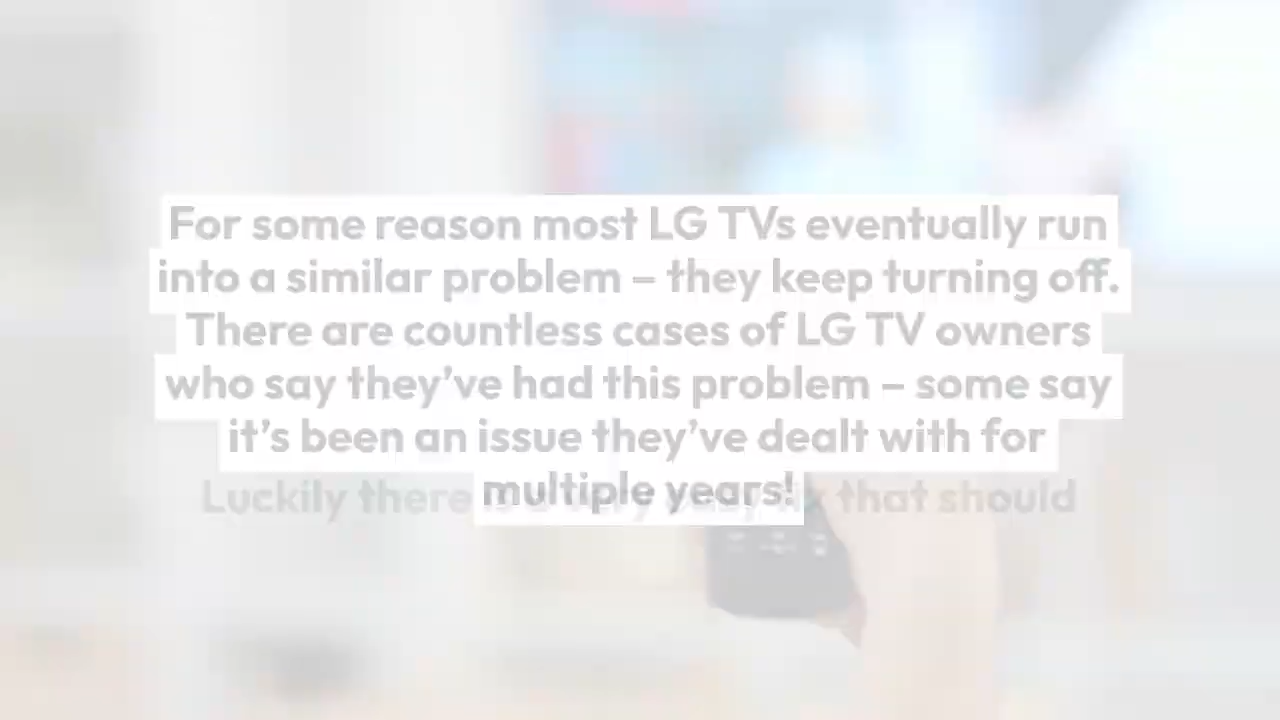 For some reason most LG TVs eventually run
into a similar problem – they keep turning off.
There are countless cases of LG TV owners
who say they’ve had this problem – some say
it’s been an issue they’ve dealt with for
multiple years!
Luckily there that should